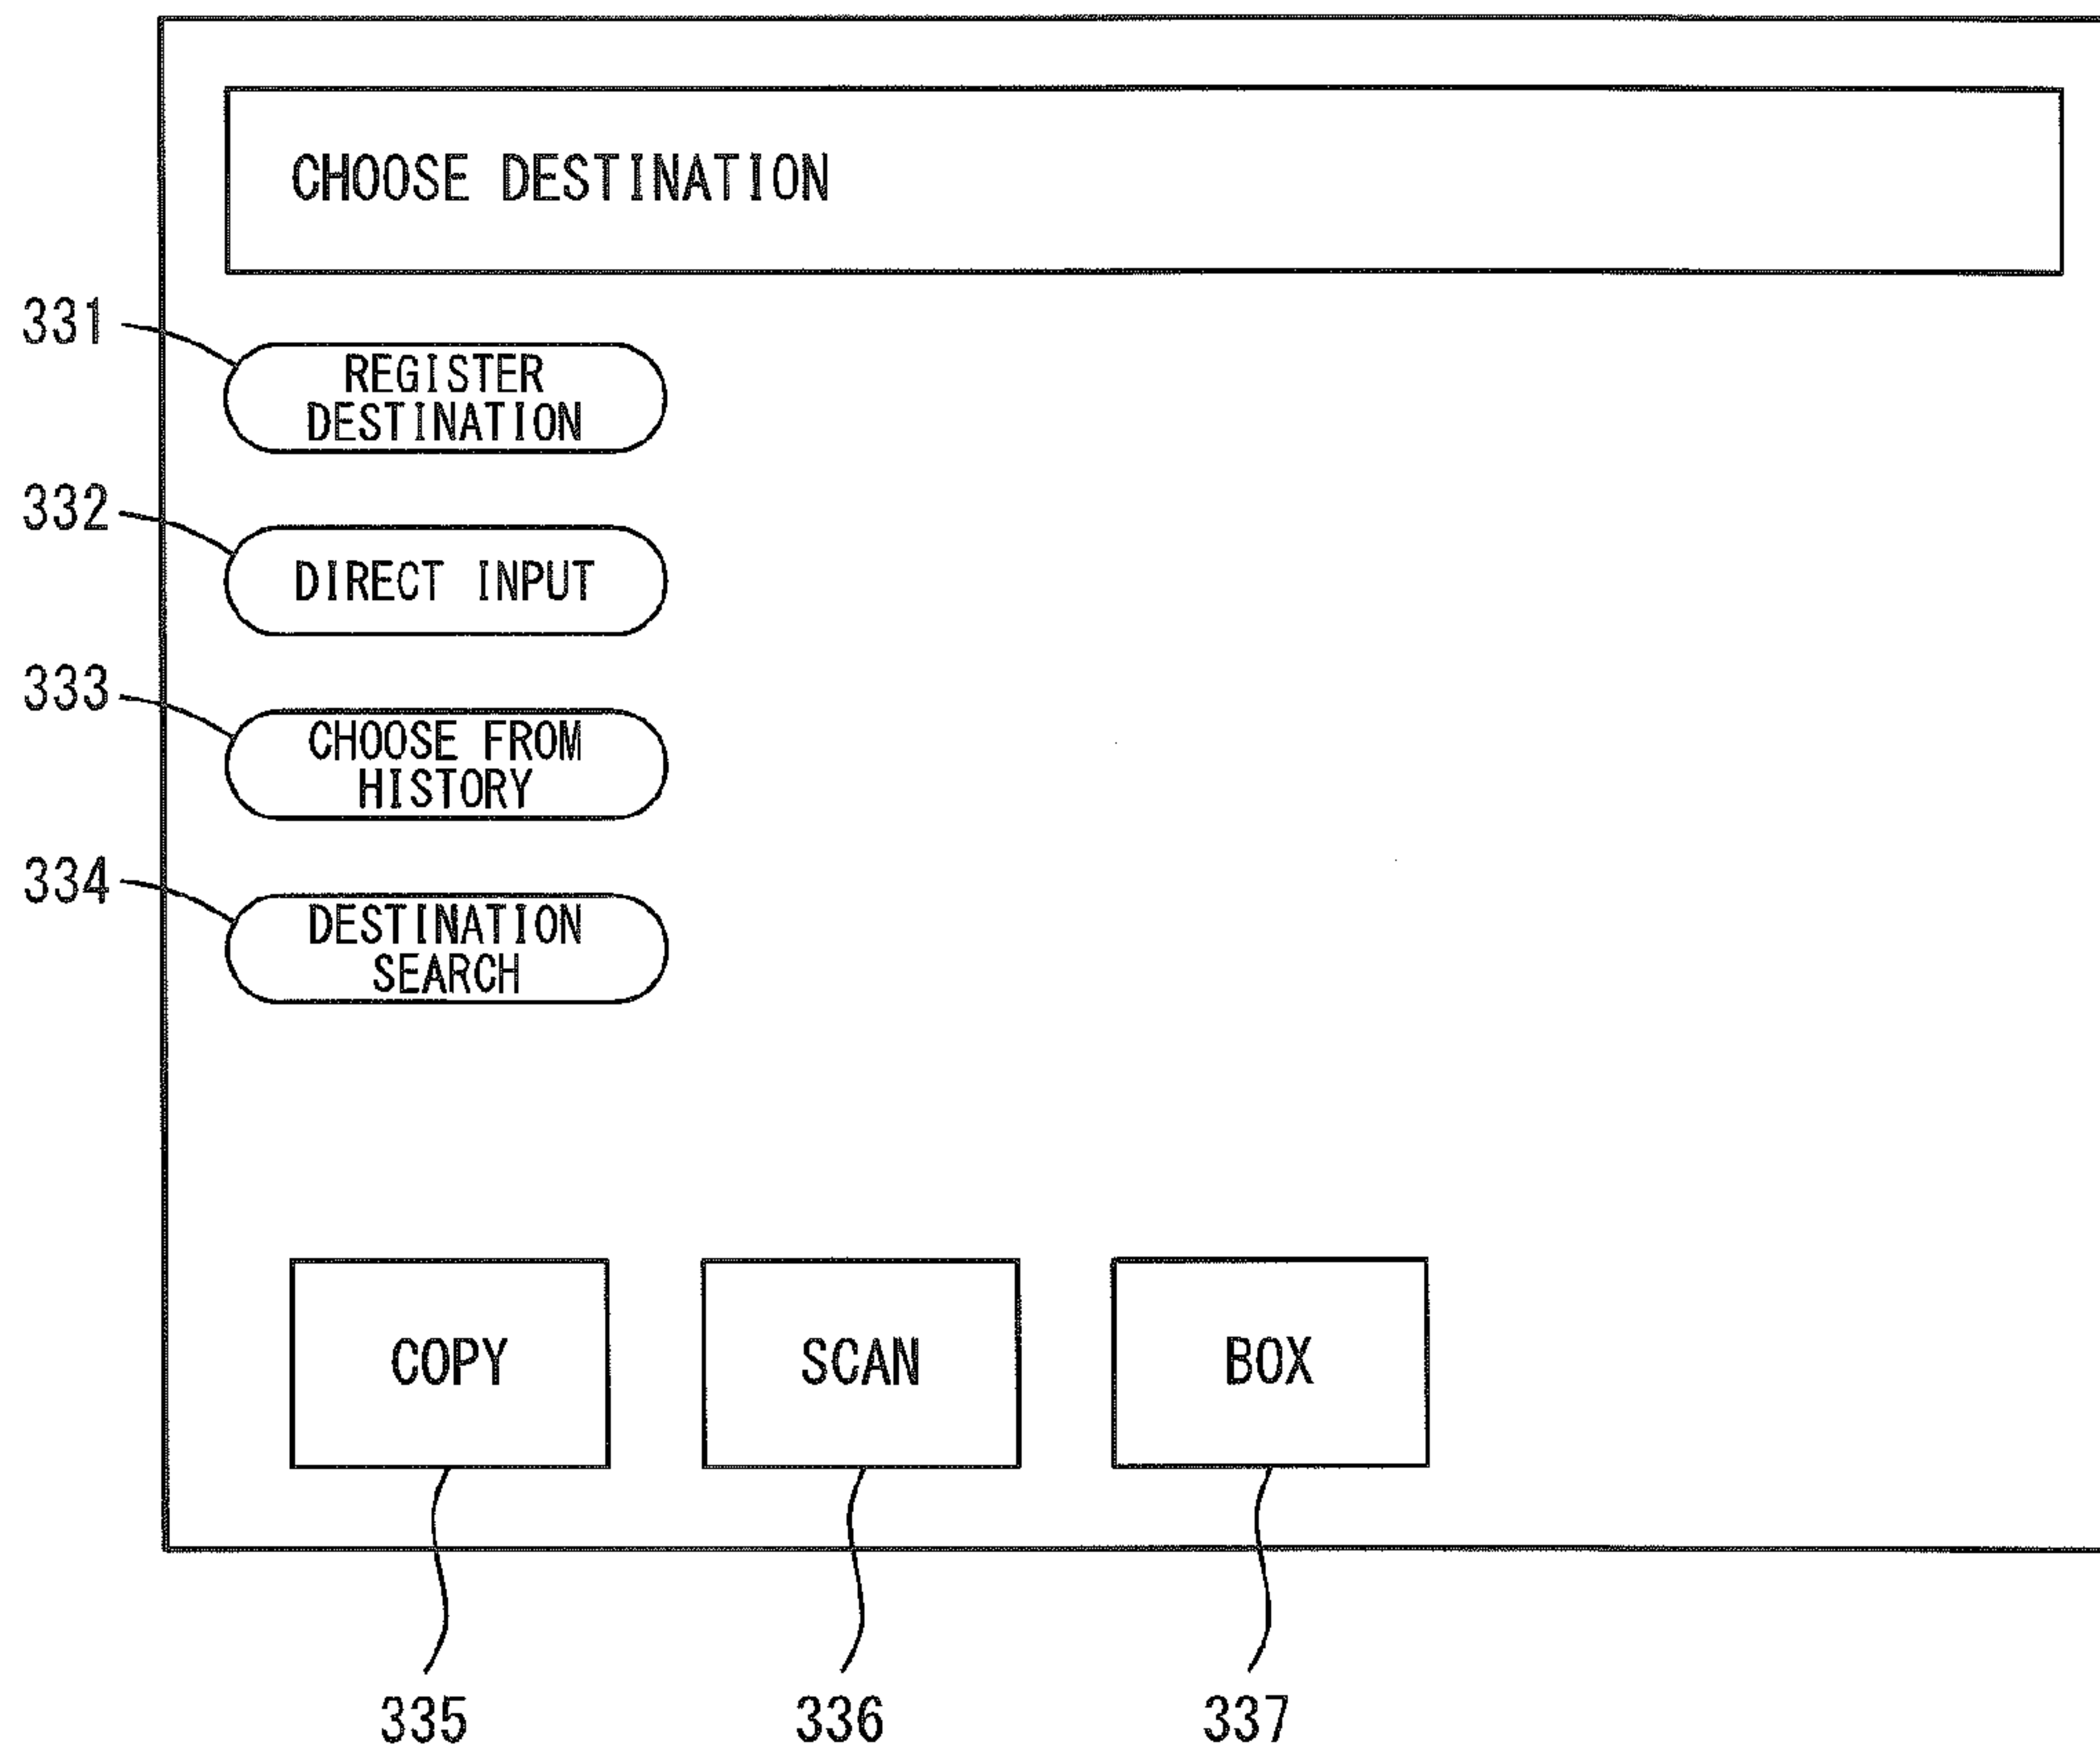 CHOOSE DESTINATION
331
REGISTER
DESTINATION
332
DIRECT INPUT
333
CHOOSE FROM
HISTORY
334
DESTINATION
SEARCH
COPY
SCAN
BOX
335
336
337